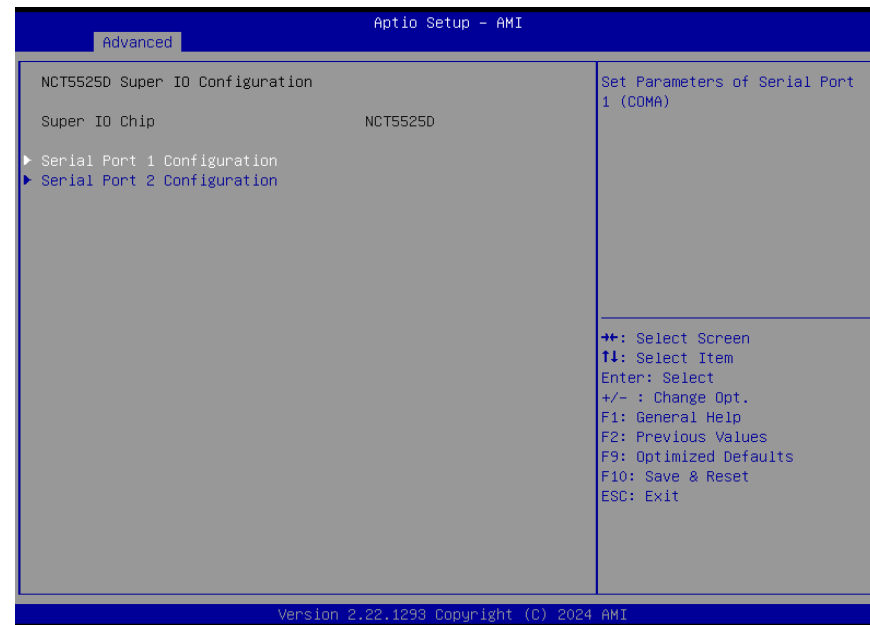 Aptio Setup – AMI
Advanced
NCT5525D Super IO Configuration
Super IO Chip NCT5525D
▶ Serial Port 1 Configuration
▶ Serial Port 2 Configuration
Set Parameters of Serial Port
1 (COMA)
→←: Select Screen
↑↓: Select Item
Enter: Select
+/- : Change Opt.
F1: General Help
F2: Previous Values
F9: Optimized Defaults
F10: Save & Reset
ESC: Exit
Version 2.22.1293 Copyright (C) 2024 AMI